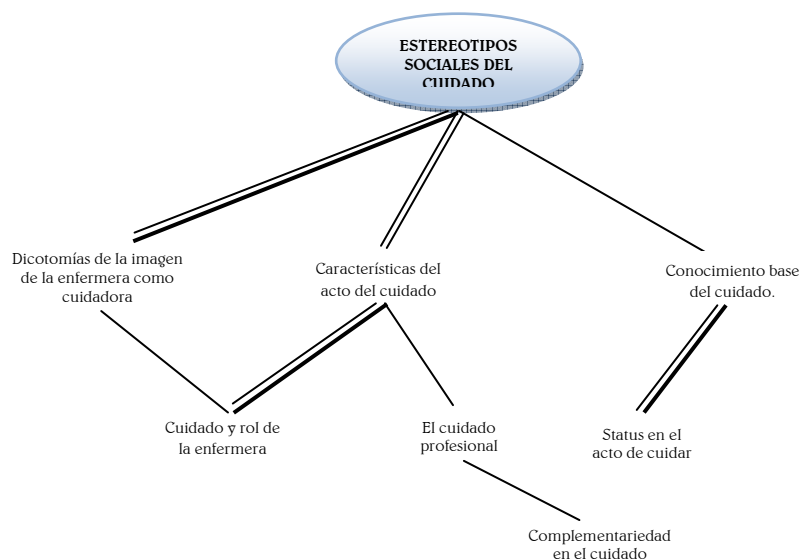 ESTEREOTIPOS
SOCIALES DEL
CUIDADO
Dicotomías de la imagen
de la enfermera como
cuidadora
Características del
acto del cuidado
Conocimiento base
del cuidado.
Cuidado y rol de
la enfermera
El cuidado
profesional
Status en el
acto de cuidar
Complementariedad
en el cuidado